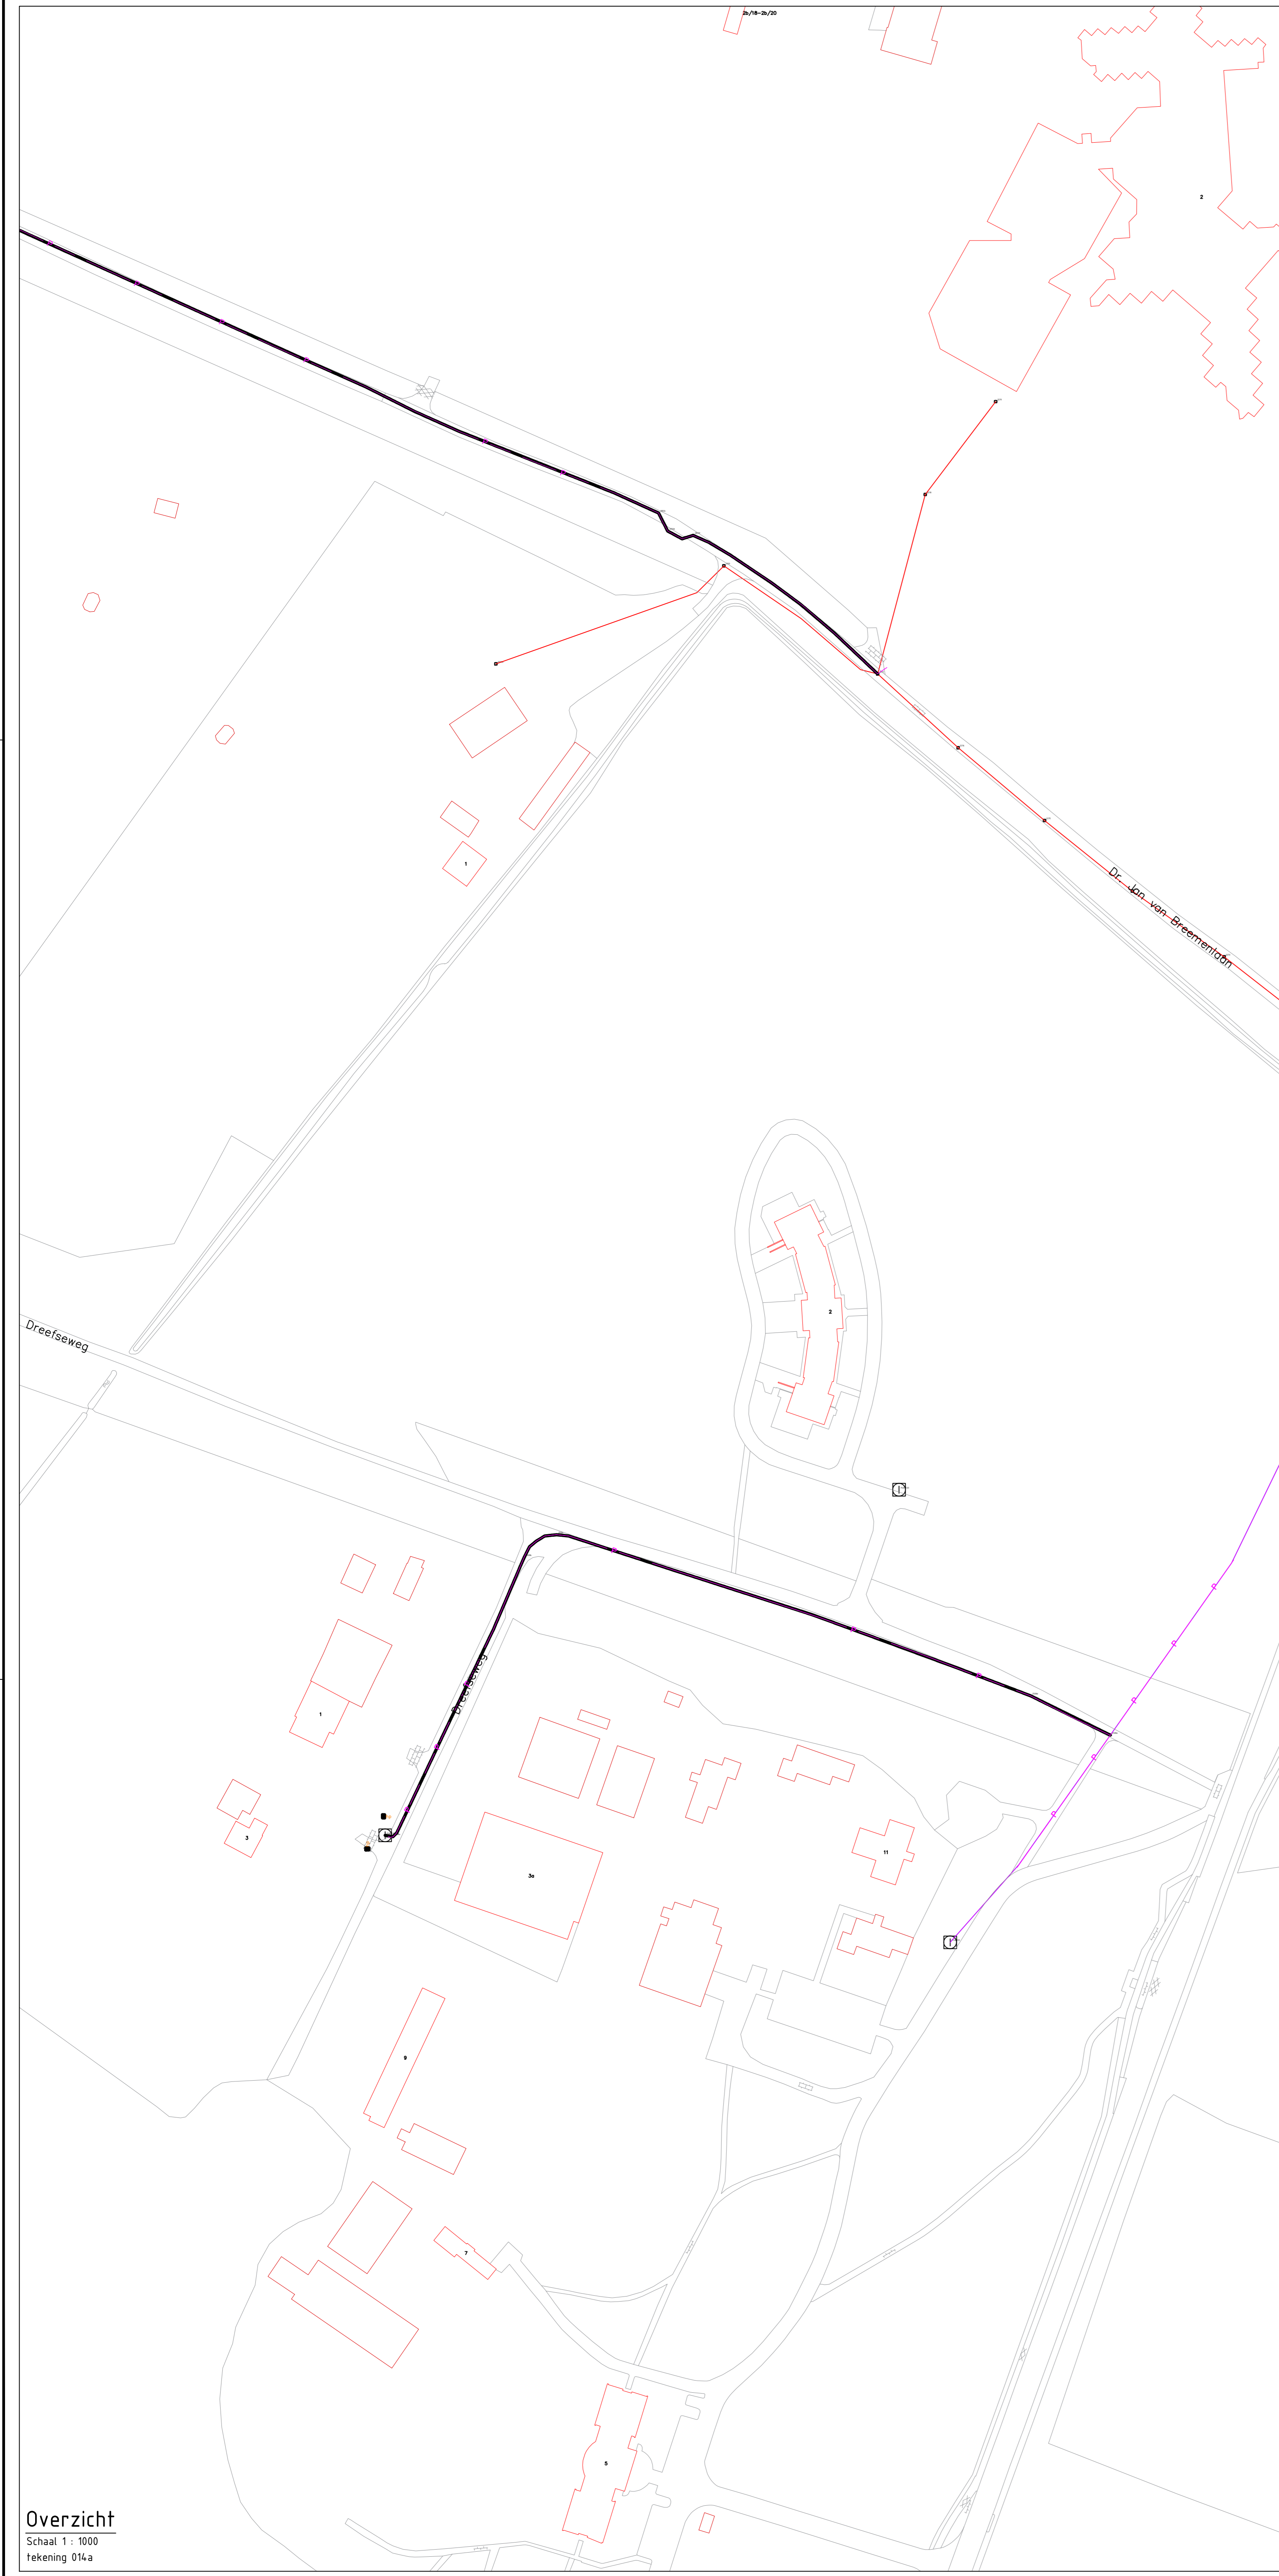 2b/18-2b/20
2
1
Dr. Jan van Breemenlaan
Dreefseweg
2
Dreefseweg
1
3
3a
11
9
7
5
Overzicht
Schaal 1 : 1000
tekening 014a